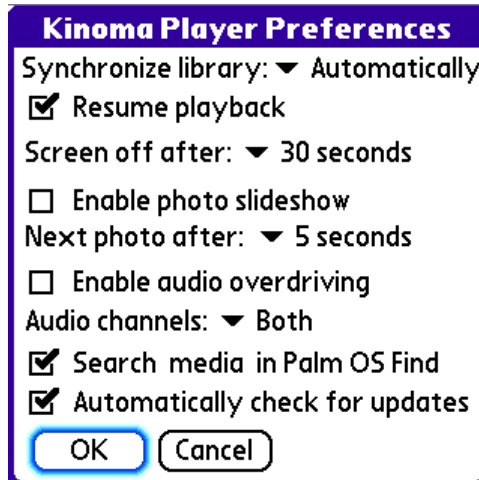 Kinoma Player Preferences
Synchronize library: Automatically
Resume playback
Screen off after: 30 seconds
Enable photo slideshow
Next photo after: 5 seconds
Enable audio overdriving
Audio channels: Both
Search media in Palm OS Find
Automatically check for updates
OK Cancel